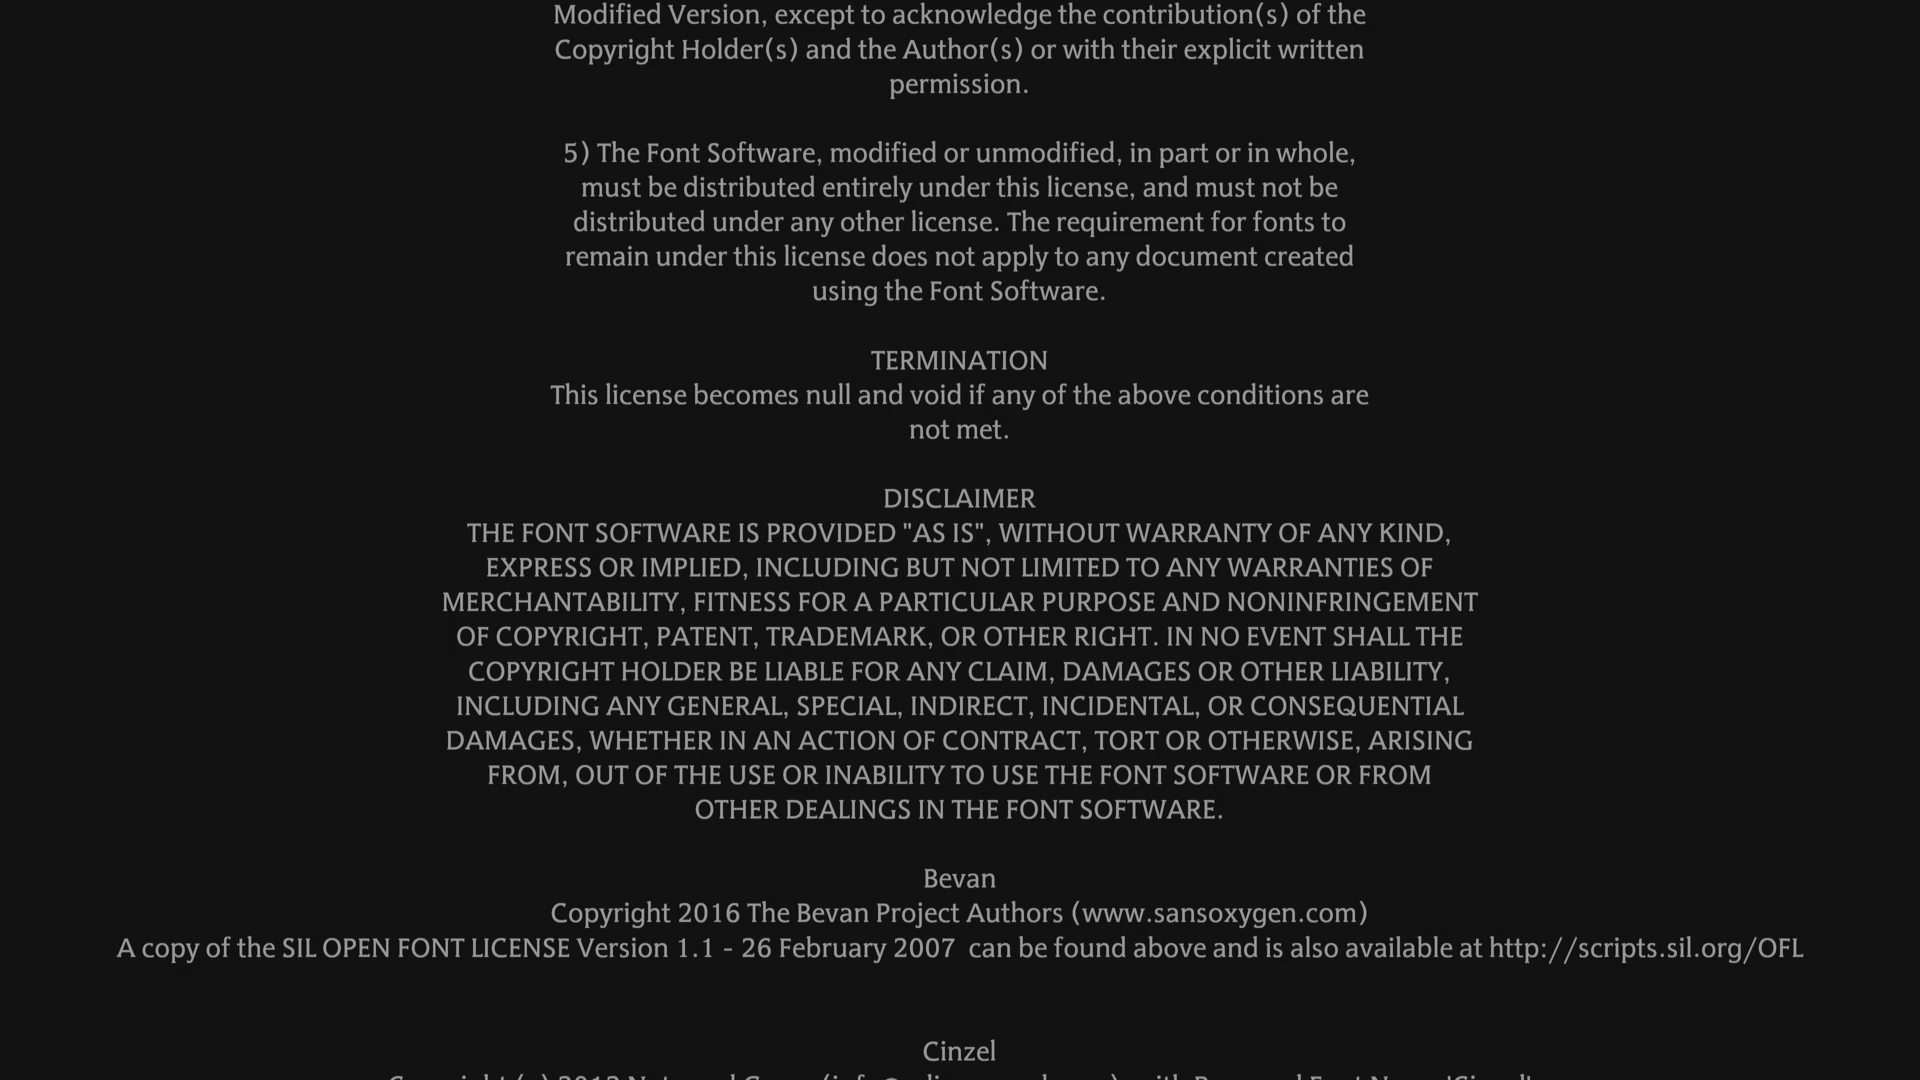 Modified Version, except to acknowledge the contribution(s) of the
Copyright Holder(s) and the Author(s) or with their explicit written
permission.
5) The Font Software, modified or unmodified, in part or in whole,
must be distributed entirely under this license, and must not be
distributed under any other license. The requirement for fonts to
remain under this license does not apply to any document created
using the Font Software.
TERMINATION
This license becomes null and void if any of the above conditions are
not met.
DISCLAIMER
THE FONT SOFTWARE IS PROVIDED "AS IS", WITHOUT WARRANTY OF ANY KIND,
EXPRESS OR IMPLIED, INCLUDING BUT NOT LIMITED TO ANY WARRANTIES OF
MERCHANTABILITY, FITNESS FOR A PARTICULAR PURPOSE AND NONINFRINGEMENT
OF COPYRIGHT, PATENT, TRADEMARK, OR OTHER RIGHT. IN NO EVENT SHALL THE
COPYRIGHT HOLDER BE LIABLE FOR ANY CLAIM, DAMAGES OR OTHER LIABILITY,
INCLUDING ANY GENERAL, SPECIAL, INDIRECT, INCIDENTAL, OR CONSEQUENTIAL
DAMAGES, WHETHER IN AN ACTION OF CONTRACT, TORT OR OTHERWISE, ARISING
FROM, OUT OF THE USE OR INABILITY TO USE THE FONT SOFTWARE OR FROM
OTHER DEALINGS IN THE FONT SOFTWARE.
Bevan
Copyright 2016 The Bevan Project Authors (www.sansoxygen.com)
A copy of the SIL OPEN FONT LICENSE Version 1.1 - 26 February 2007  can be found above and is also available at http://scripts.sil.org/OFL
Cinzel